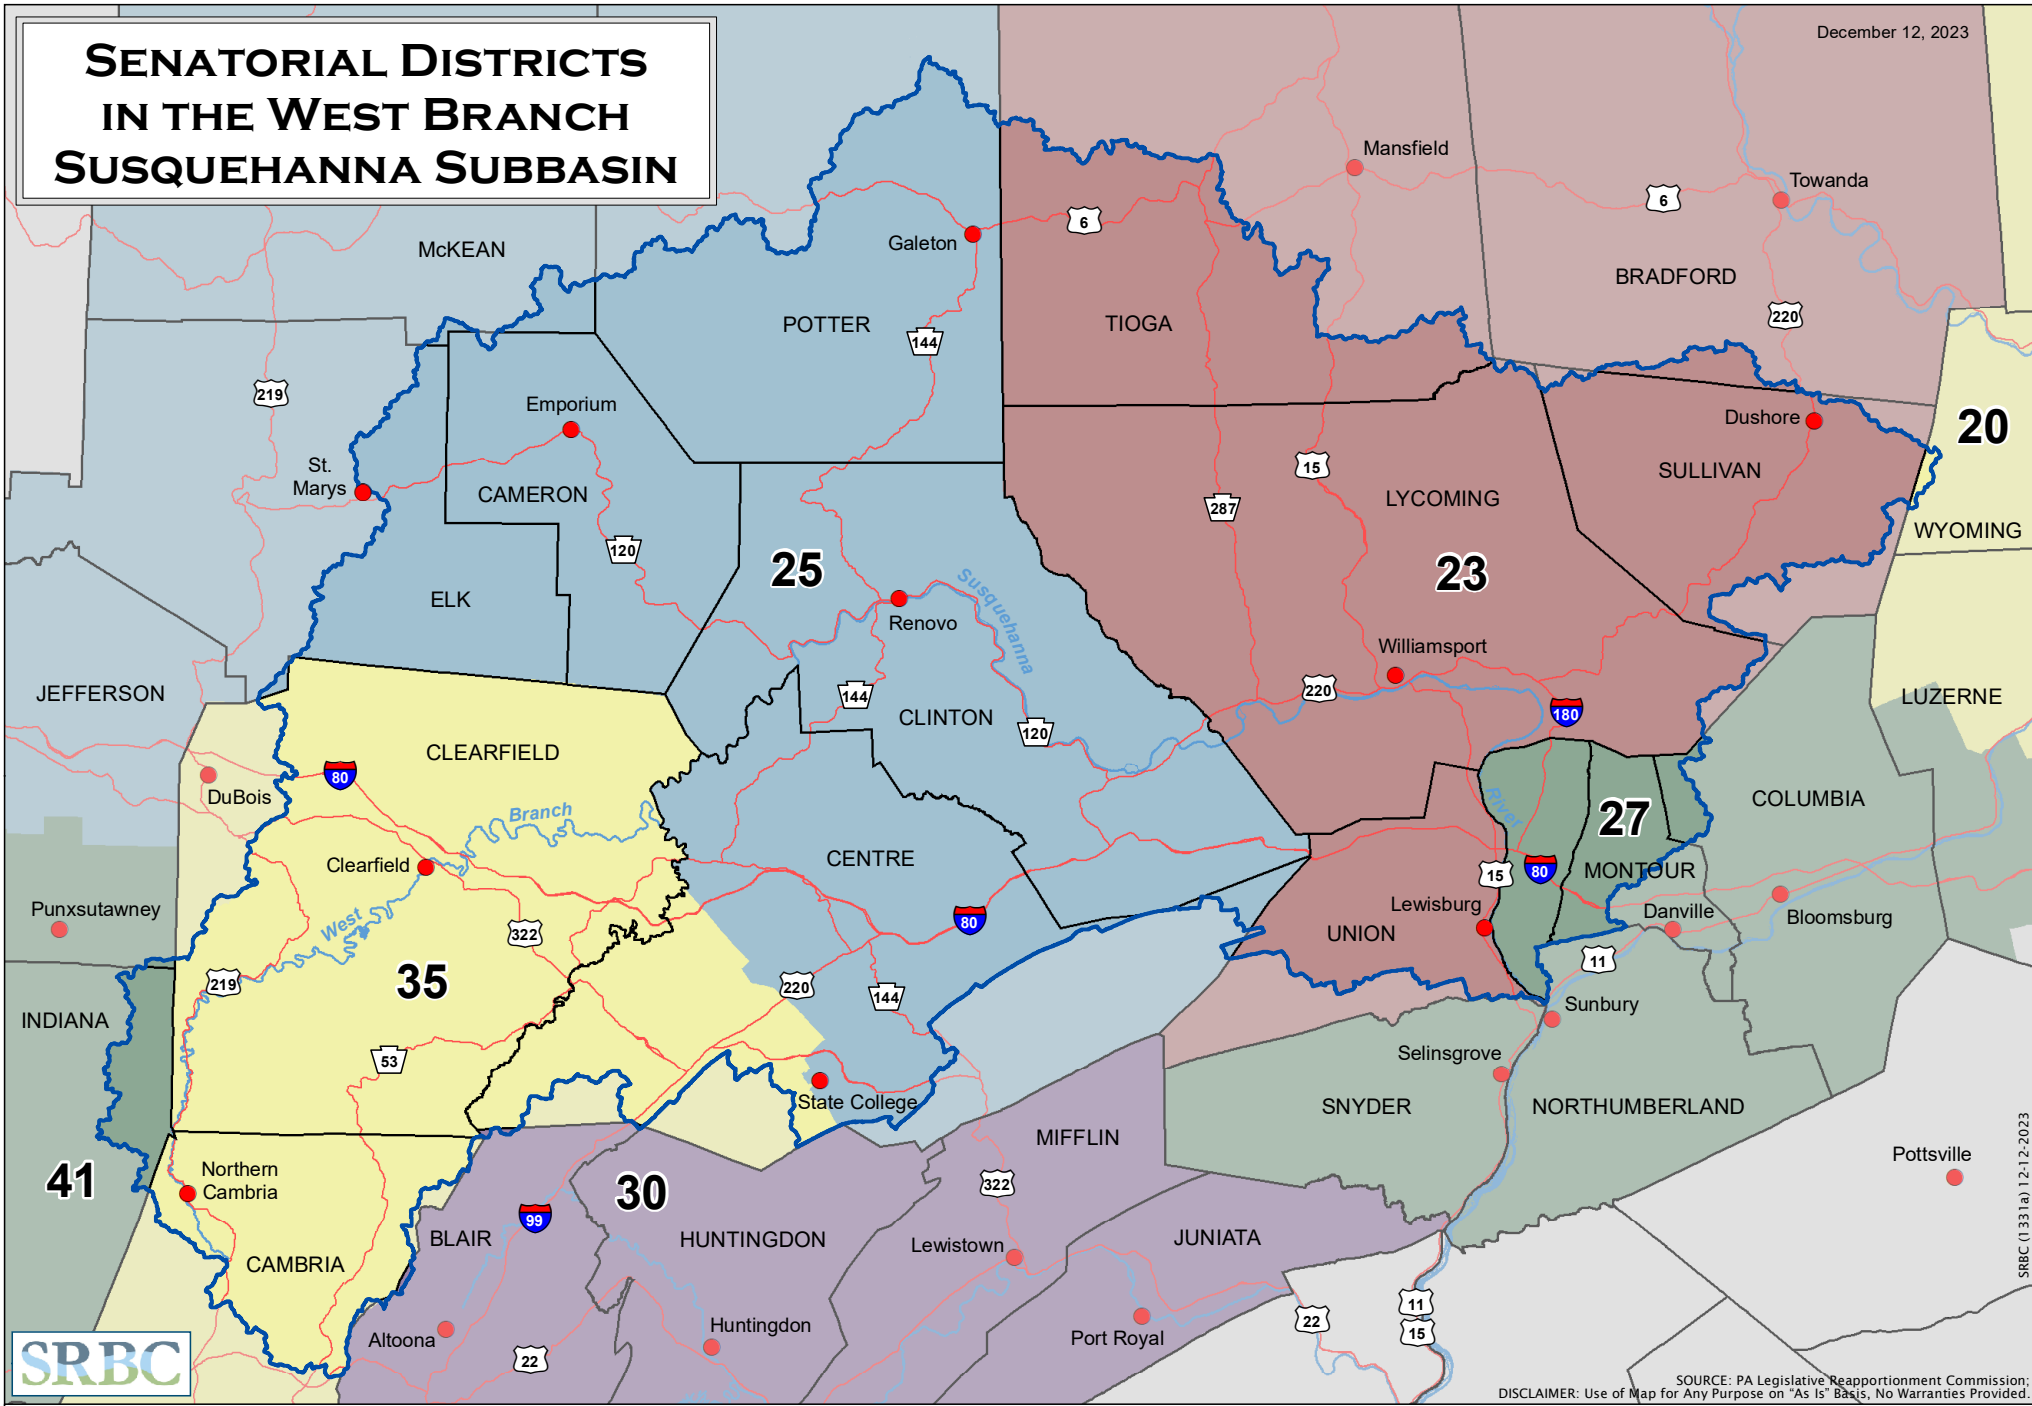 SENATORIAL DISTRICTS
IN THE WEST BRANCH
SUSQUEHANNA SUBBASIN
December 12, 2023
Mansfield
Towanda
6
6
McKEAN
Galeton
BRADFORD
POTTER
TIOGA
220
144
219
Emporium
Dushore
20
St.
Marys
CAMERON
15
SULLIVAN
LYCOMING
287
WYOMING
120
25
23
ELK
Susquehanna
Renovo
Williamsport
JEFFERSON
144
220
LUZERNE
CLINTON
180
120
CLEARFIELD
80
DuBois
Branch
River
27
COLUMBIA
Clearfield
CENTRE
15
80
MONTOUR
Punxsutawney
West
322
80
Lewisburg
Danville
Bloomsburg
UNION
219
35
220
144
11
INDIANA
Sunbury
53
Selinsgrove
State College
SNYDER
NORTHUMBERLAND
MIFFLIN
41
Northern
Cambria
30
322
Pottsville
99
BLAIR
HUNTINGDON
Lewistown
JUNIATA
CAMBRIA
Altoona
Huntingdon
Port Royal
22
22
11
15
SRBC
SRBC (1331a) 12-12-2023
SOURCE: PA Legislative Reapportionment Commission;
DISCLAIMER: Use of Map for Any Purpose on "As Is" Basis, No Warranties Provided.